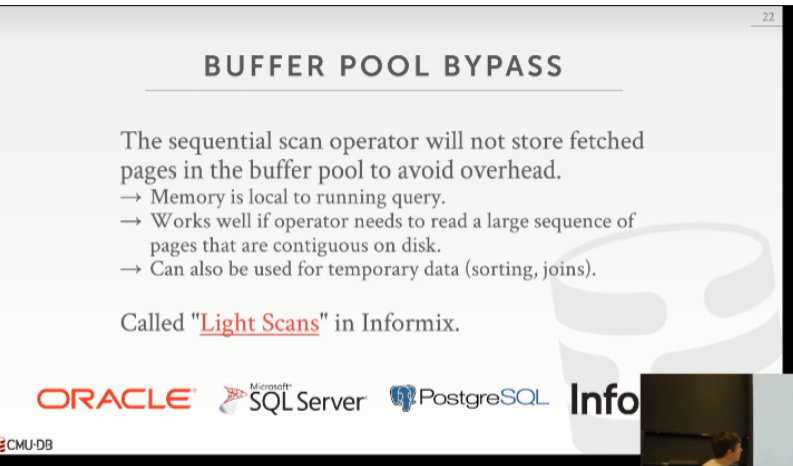 22
BUFFER POOL BYPASS
The sequential scan operator will not store fetched
pages in the buffer pool to avoid overhead.
→ Memory is local to running query.
→ Works well if operator needs to read a large sequence of
pages that are contiguous on disk.
→ Can also be used for temporary data (sorting, joins).
Called "Light Scans" in Informix.
ORACLE Microsoft SQL Server PostgreSQL Info
CMU·DB